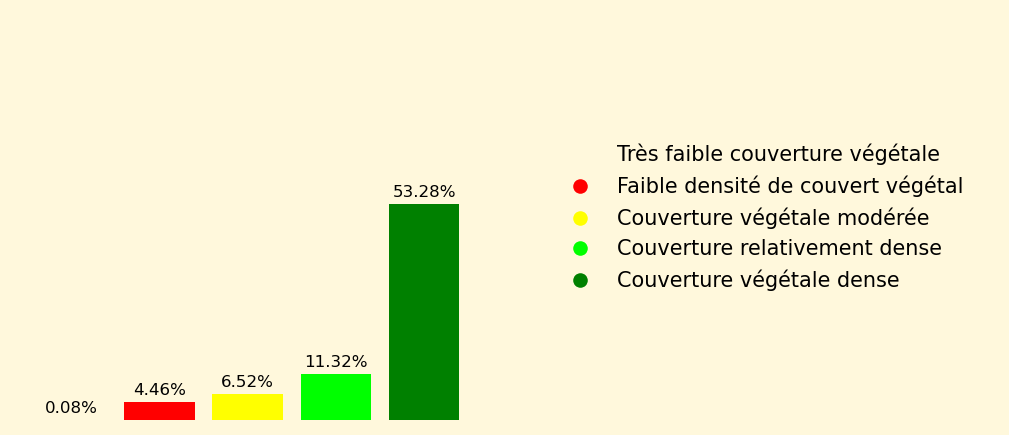 53.28%
11.32%
6.52%
4.46%
0.08%
Très faible couverture végétale
Faible densité de couvert végétal
Couverture végétale modérée
Couverture relativement dense
Couverture végétale dense